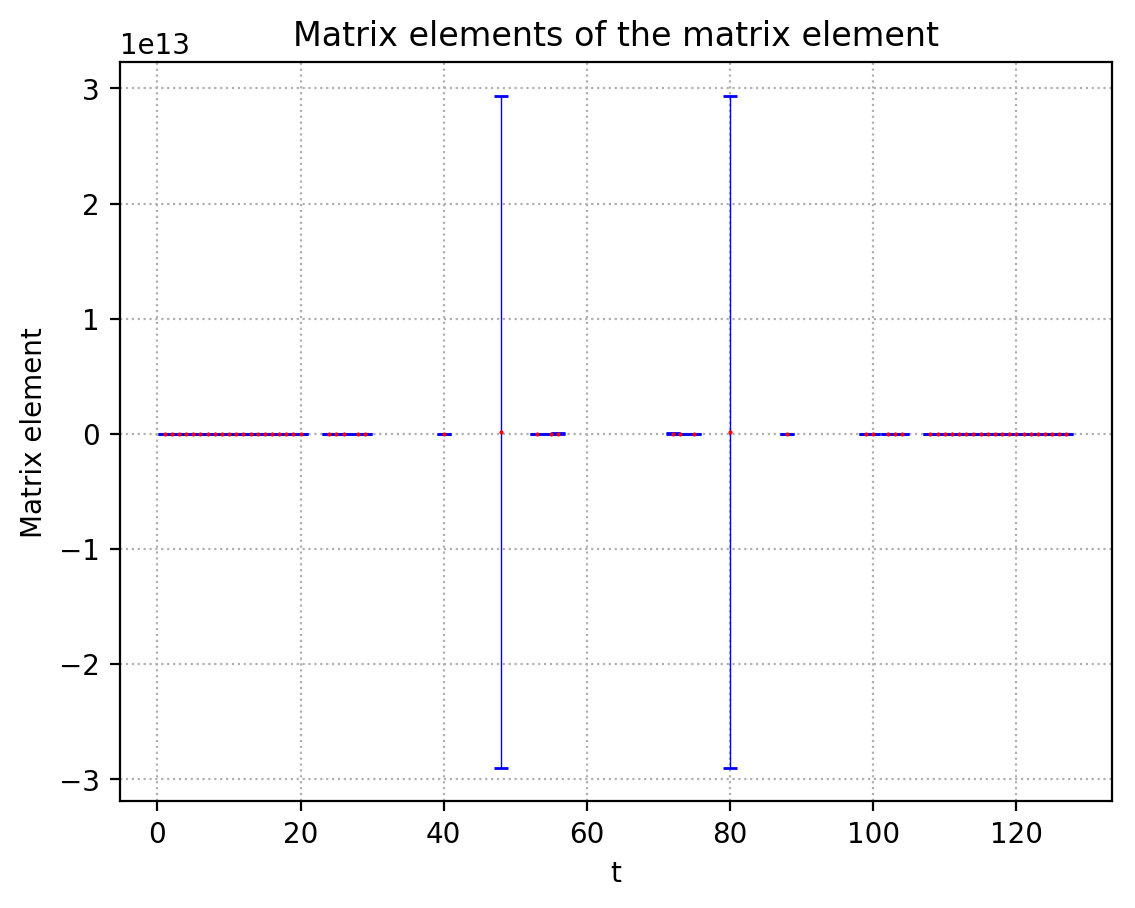 Matrix elements of the matrix element
1e13
3
2
1
0
−1
−2
−3
Matrix element
0 20 40 60 80 100 120
t